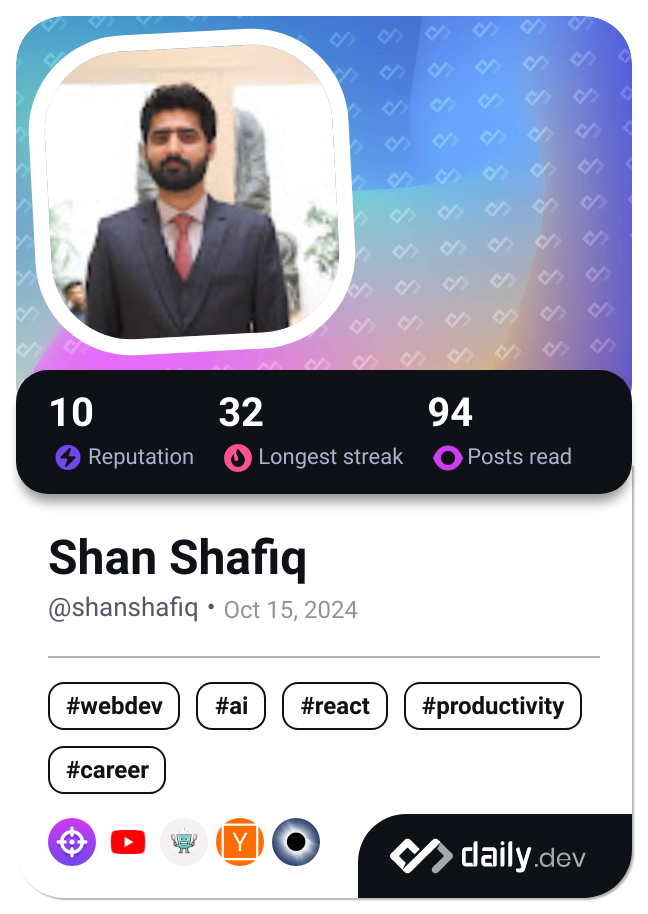 10 32 94
Reputation Longest streak Posts read
Shan Shafiq
@shanshafiq • Oct 15, 2024
#webdev #ai #react #productivity
#career
Y
daily.dev